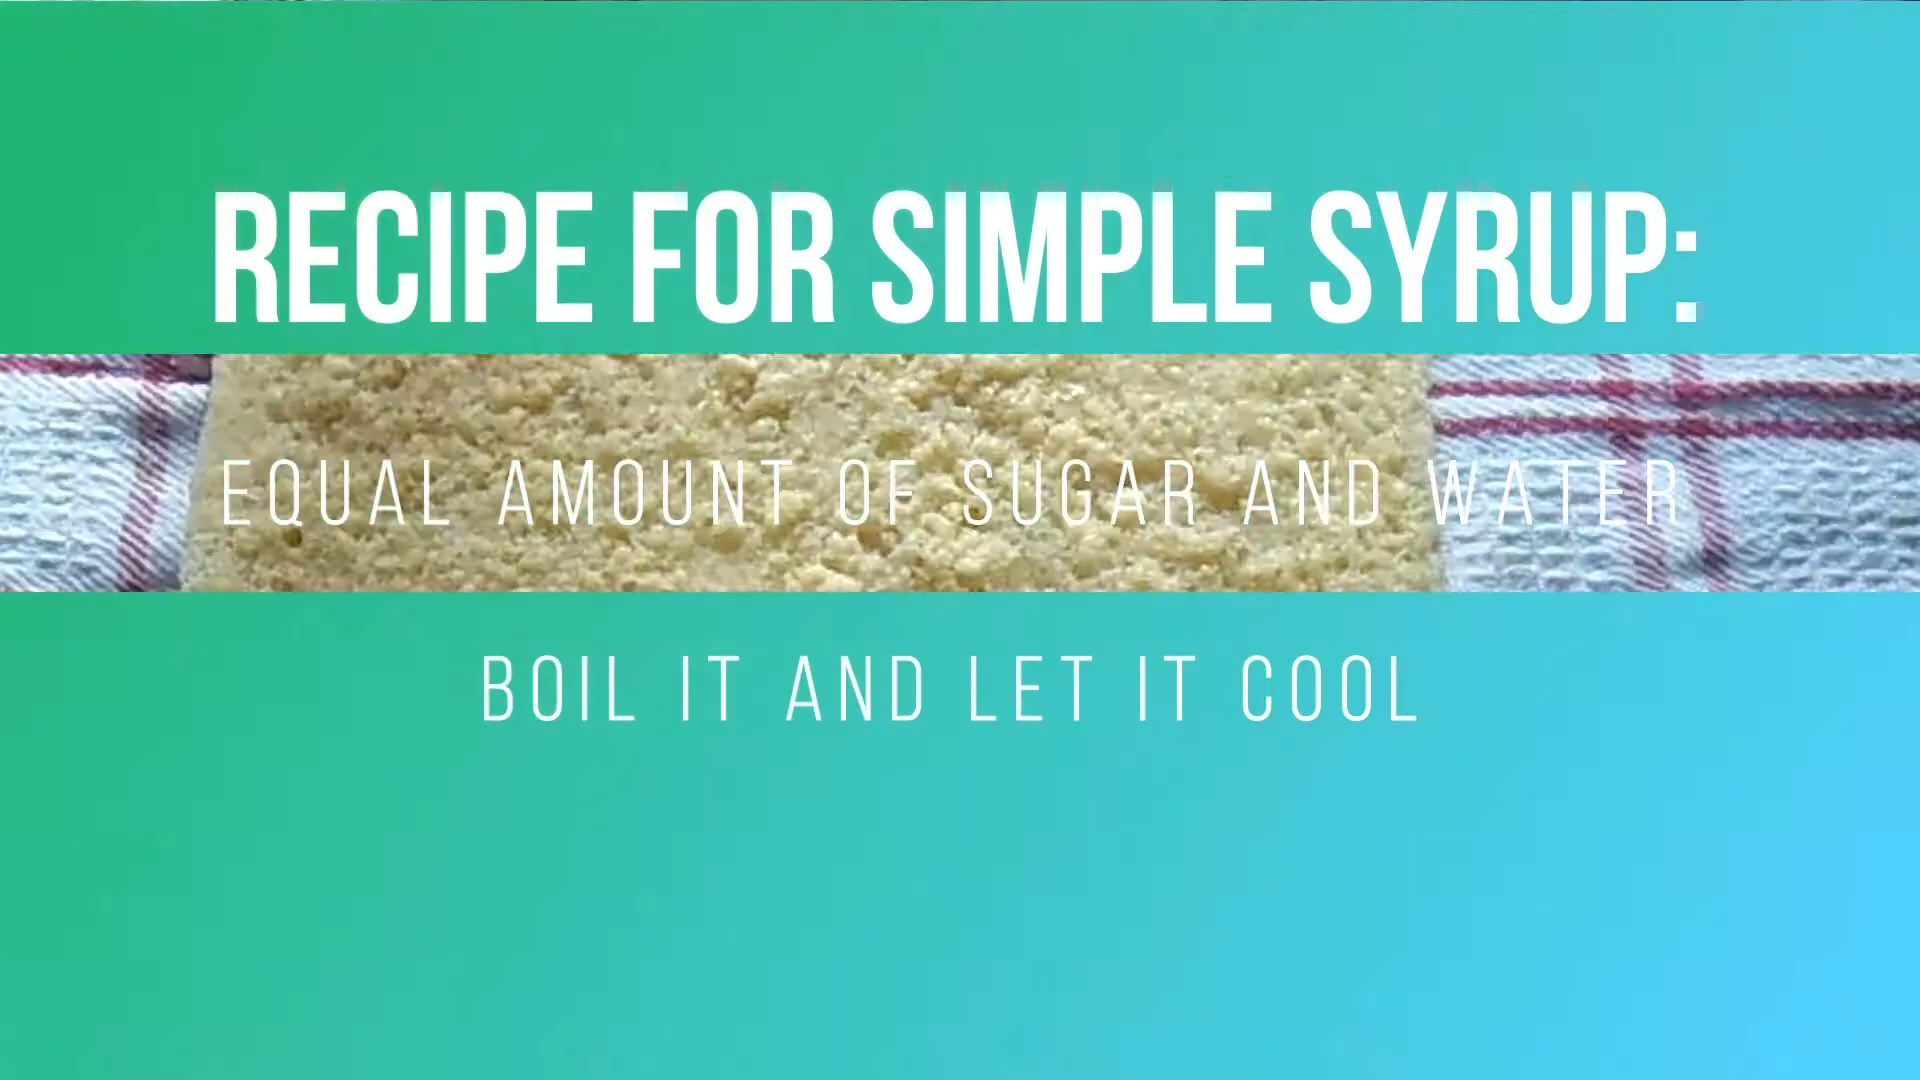 RECIPE FOR SIMPLE SYRUP:
EQUAL AMOUNT OF SUGAR AND WATER
BOIL IT AND LET IT COOL